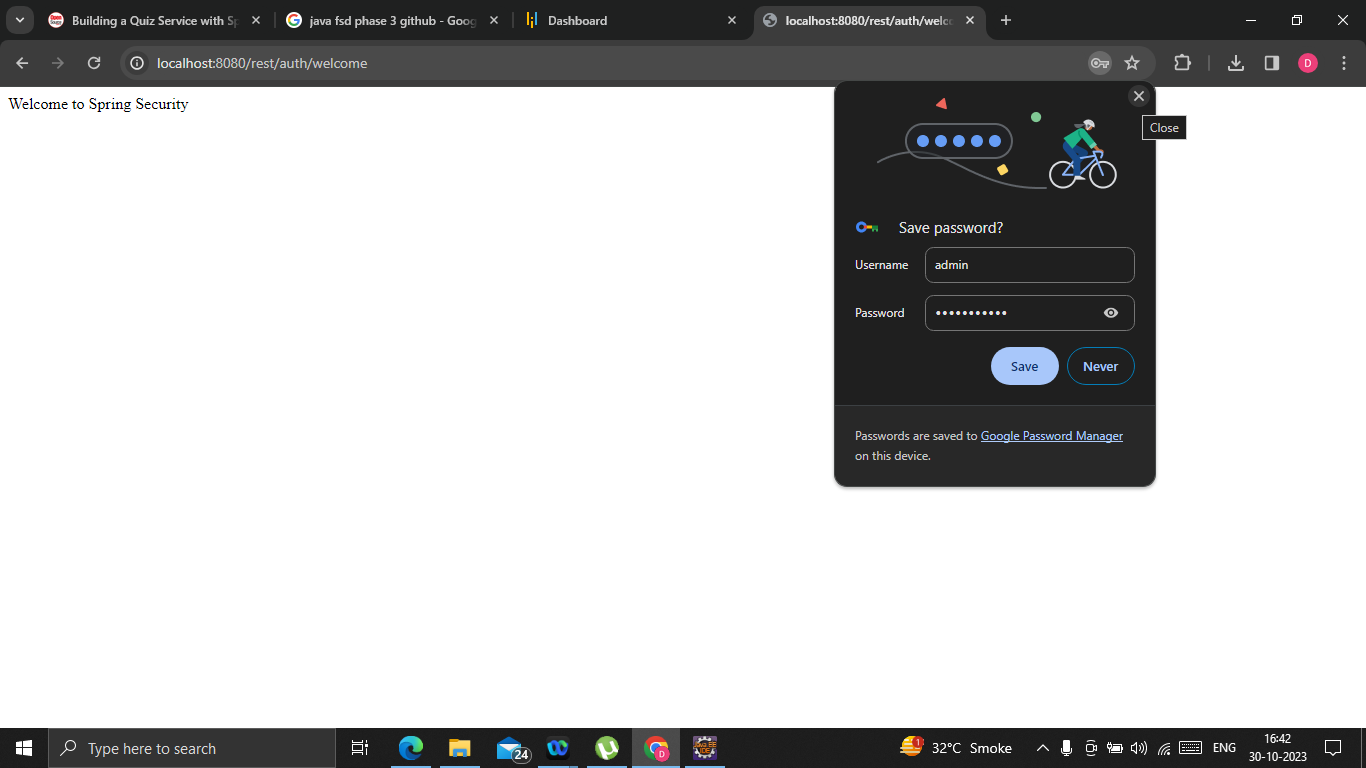 Building a Quiz Service with Sp
java fsd phase 3 github - Goog
Dashboard
localhost:8080/rest/auth/welc
localhost:8080/rest/auth/welcome
D
Welcome to Spring Security
Close
Save password?
Username
admin
Password
•••••••••••
Save
Never
Passwords are saved to Google Password Manager
on this device.
Type here to search
24
D
1
32°C Smoke
ENG
16:42
30-10-2023